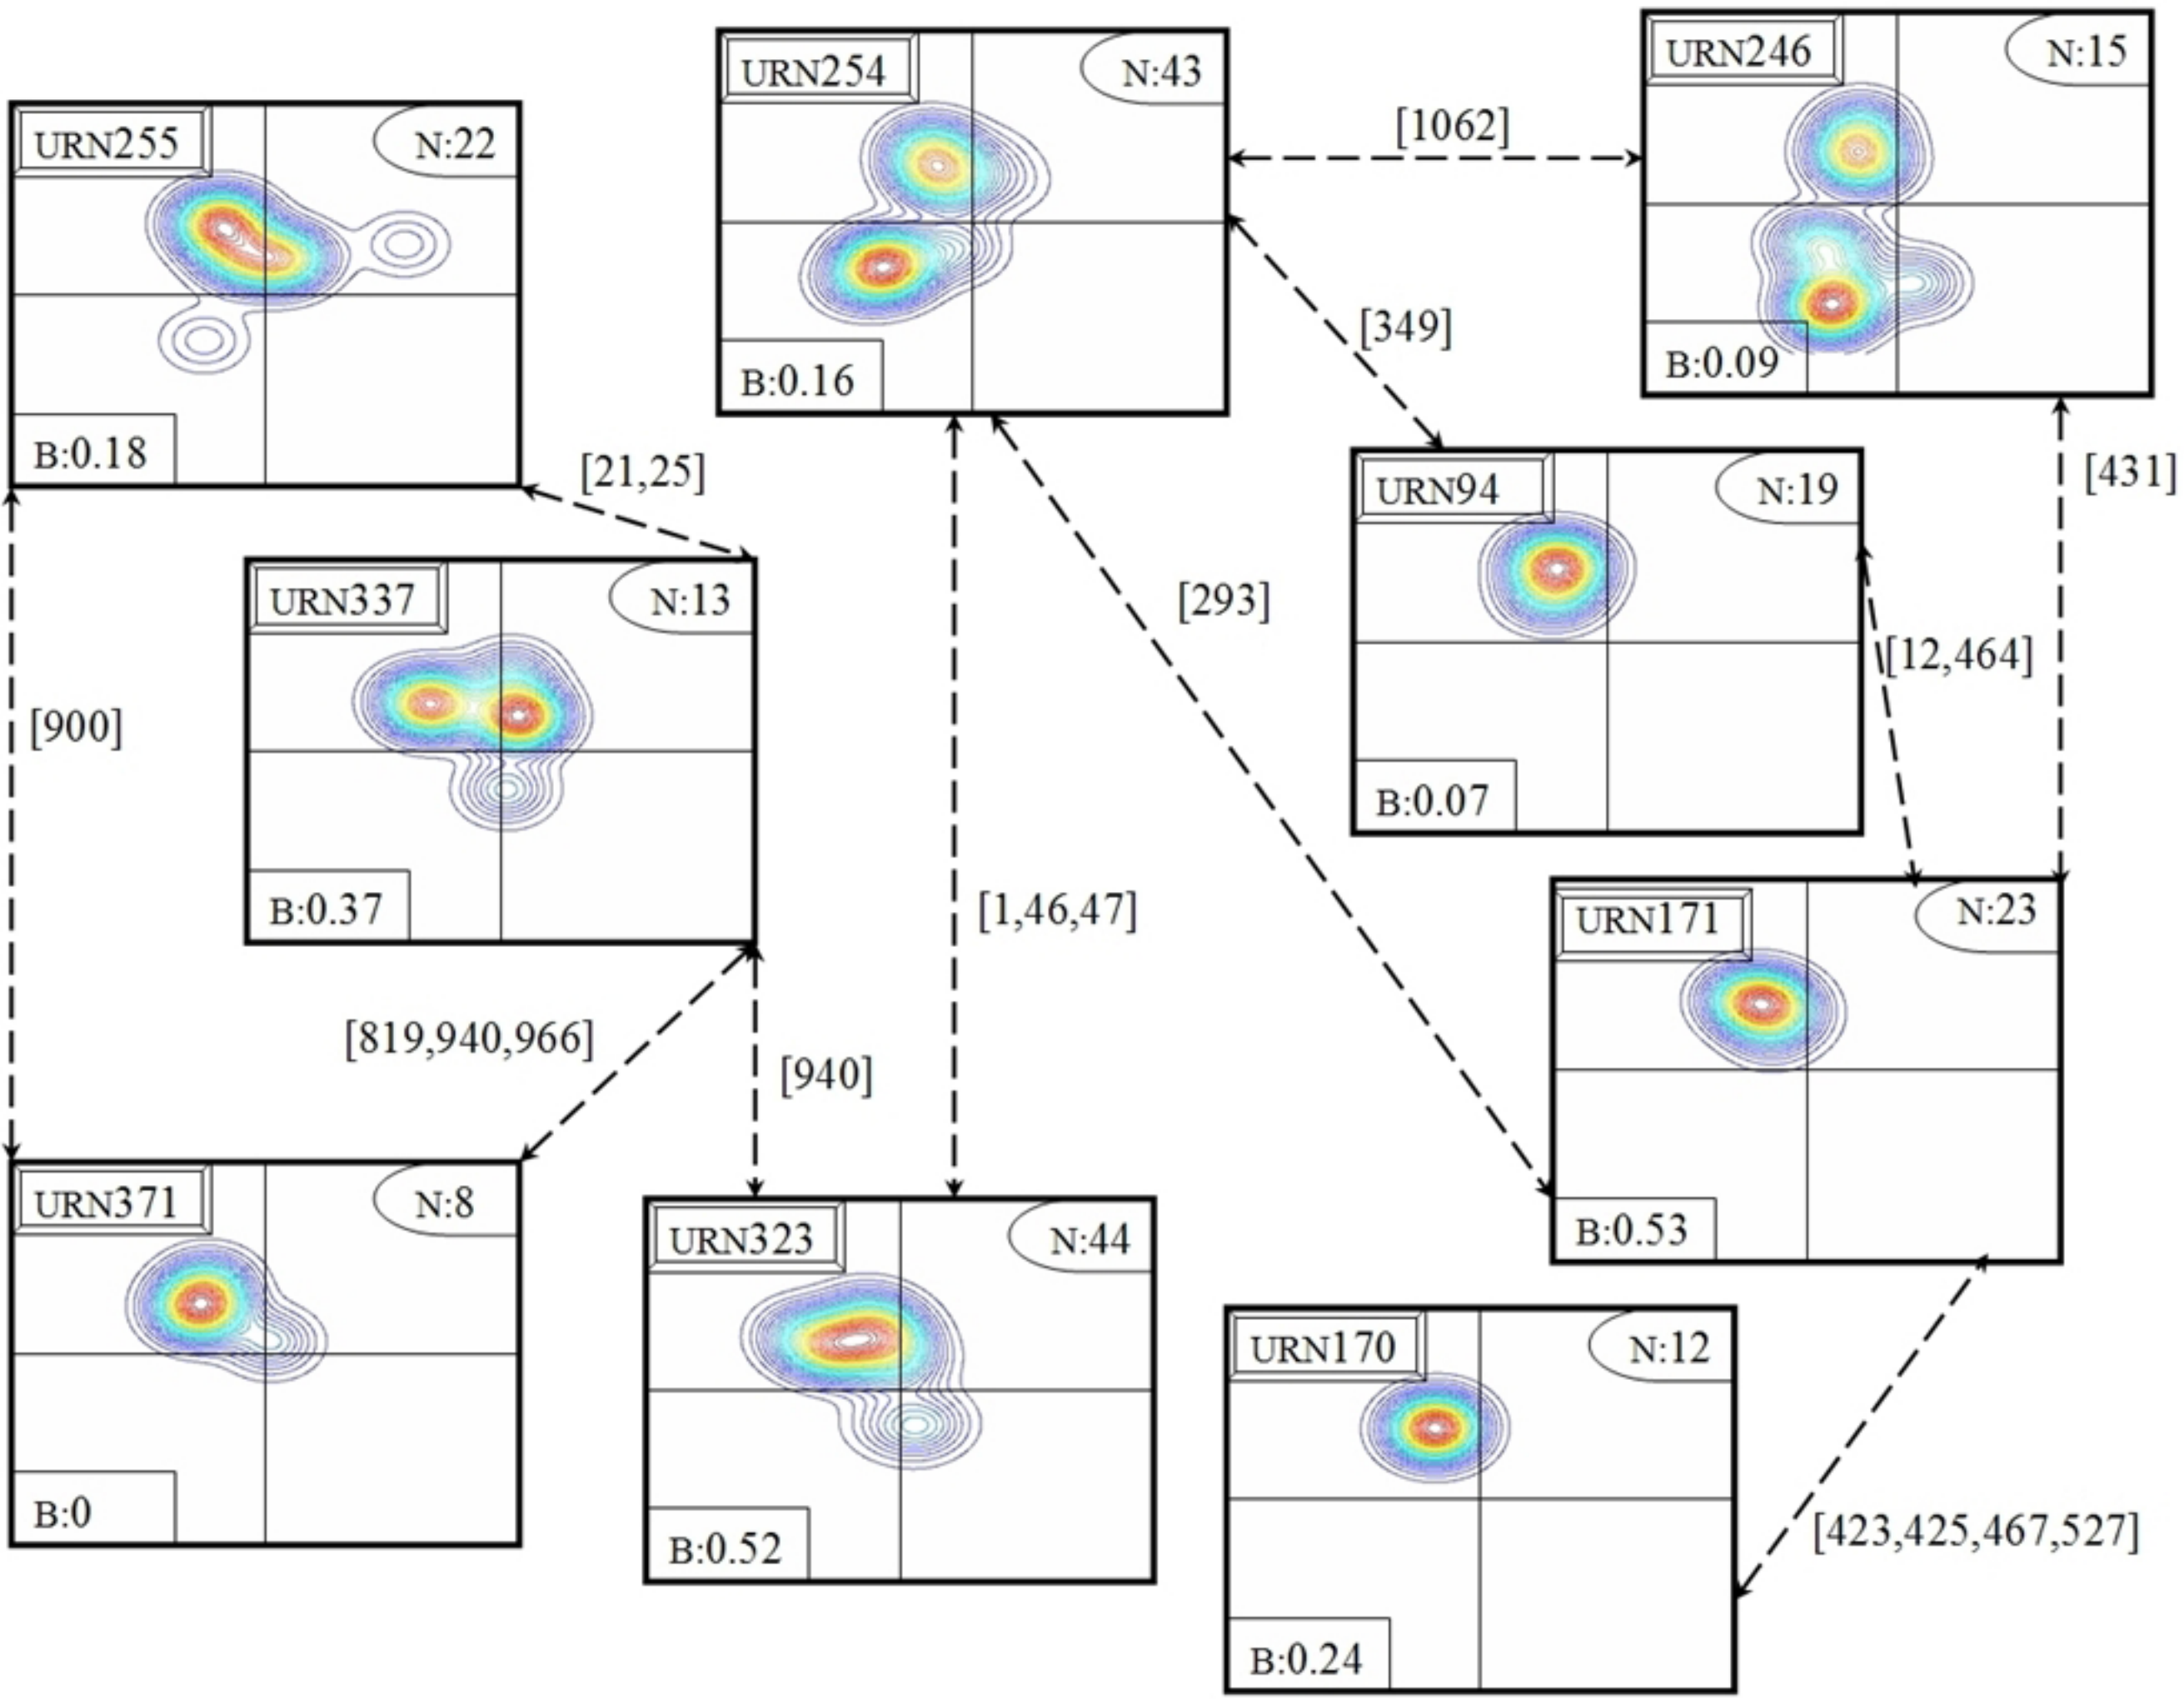 URN255
N:22
B:0.18
URN254
N:43
B:0.16
URN246
N:15
B:0.09
[1062]
[349]
[21,25]
[431]
URN94
N:19
B:0.07
URN337
N:13
B:0.37
[293]
[12,464]
[900]
[1,46,47]
URN171
N:23
B:0.53
[819,940,966]
[940]
URN371
N:8
B:0
URN323
N:44
B:0.52
URN170
N:12
B:0.24
[423,425,467,527]